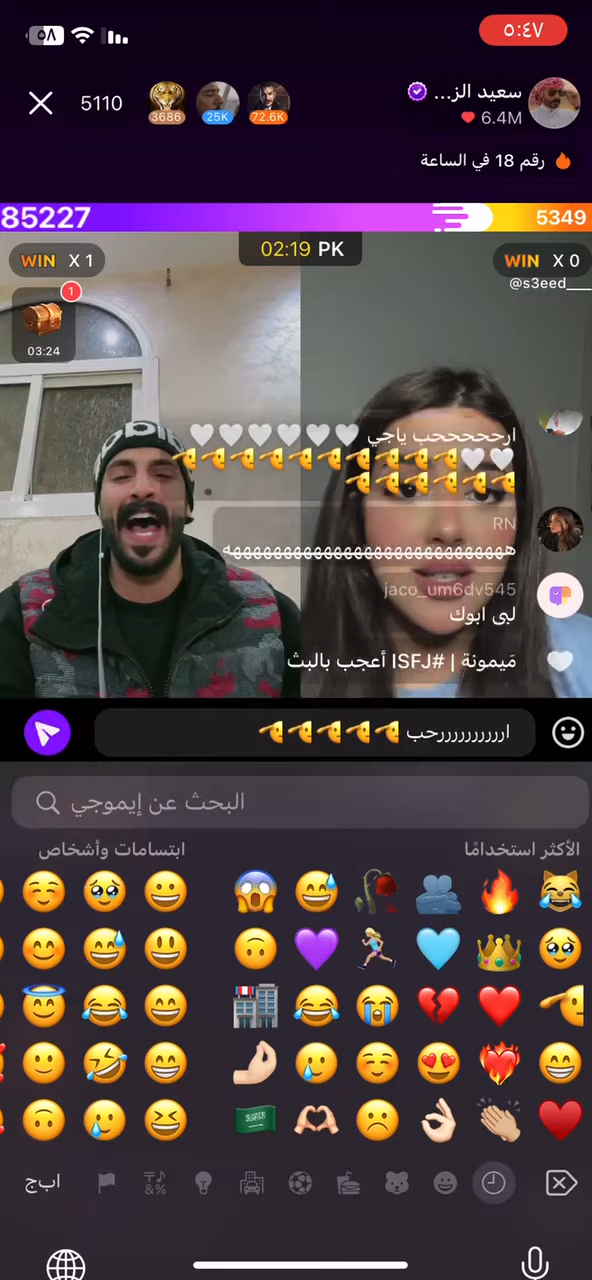 ٥:٤٧
٥٨
سعيد الز...
6.4M
5110
3686
25K
72.6K
رقم 18 في الساعة
85227
5349
WIN X 1
02:19 PK
WIN X 0
@s3eed___
1
03:24
ارحححححب ياجي 🤍🤍🤍🤍🤍🤍
🤍🤍🫡🫡🫡🫡🫡🫡🫡🫡🫡🫡
🫡🫡🫡🫡🫡🫡
RN
jaco_um6dv545
لبى ابوك
مَيمونة | #ISFJ أعجب بالبث
ارررررررررحب 🫡🫡🫡🫡🫡
البحث عن إيموجي
الأكثر استخدامًا
ابتسامات وأشخاص
ا‌ب‌ج